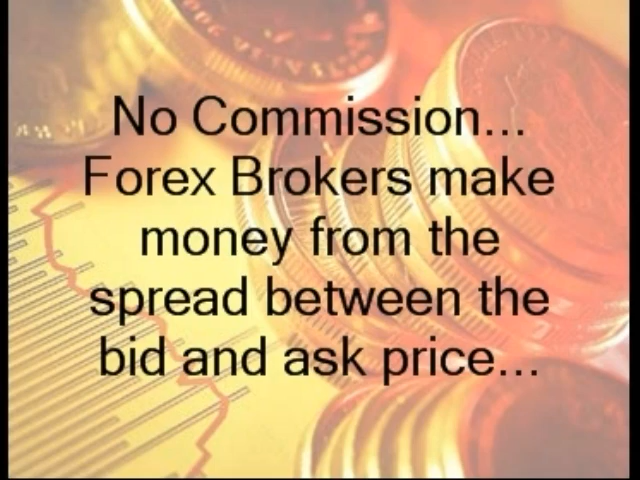 No Commission...
Forex Brokers make
money from the
spread between the
bid and ask price...